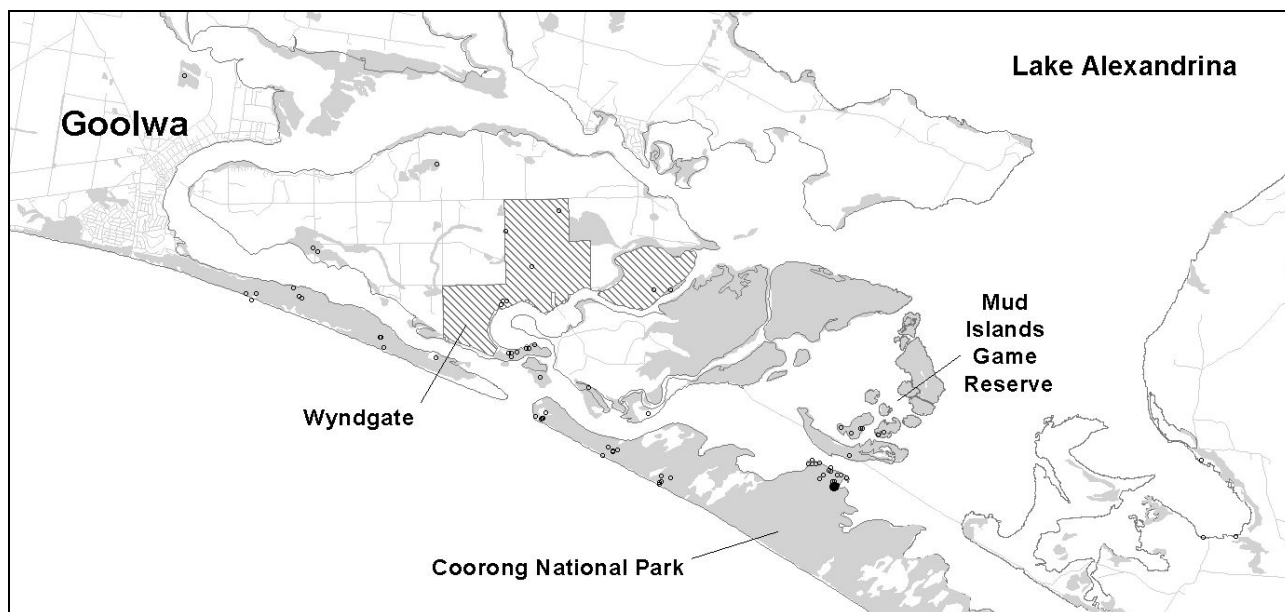 Lake Alexandrina
Goolwa
Mud
Islands
Game
Reserve
Wyndgate
Coorong National Park